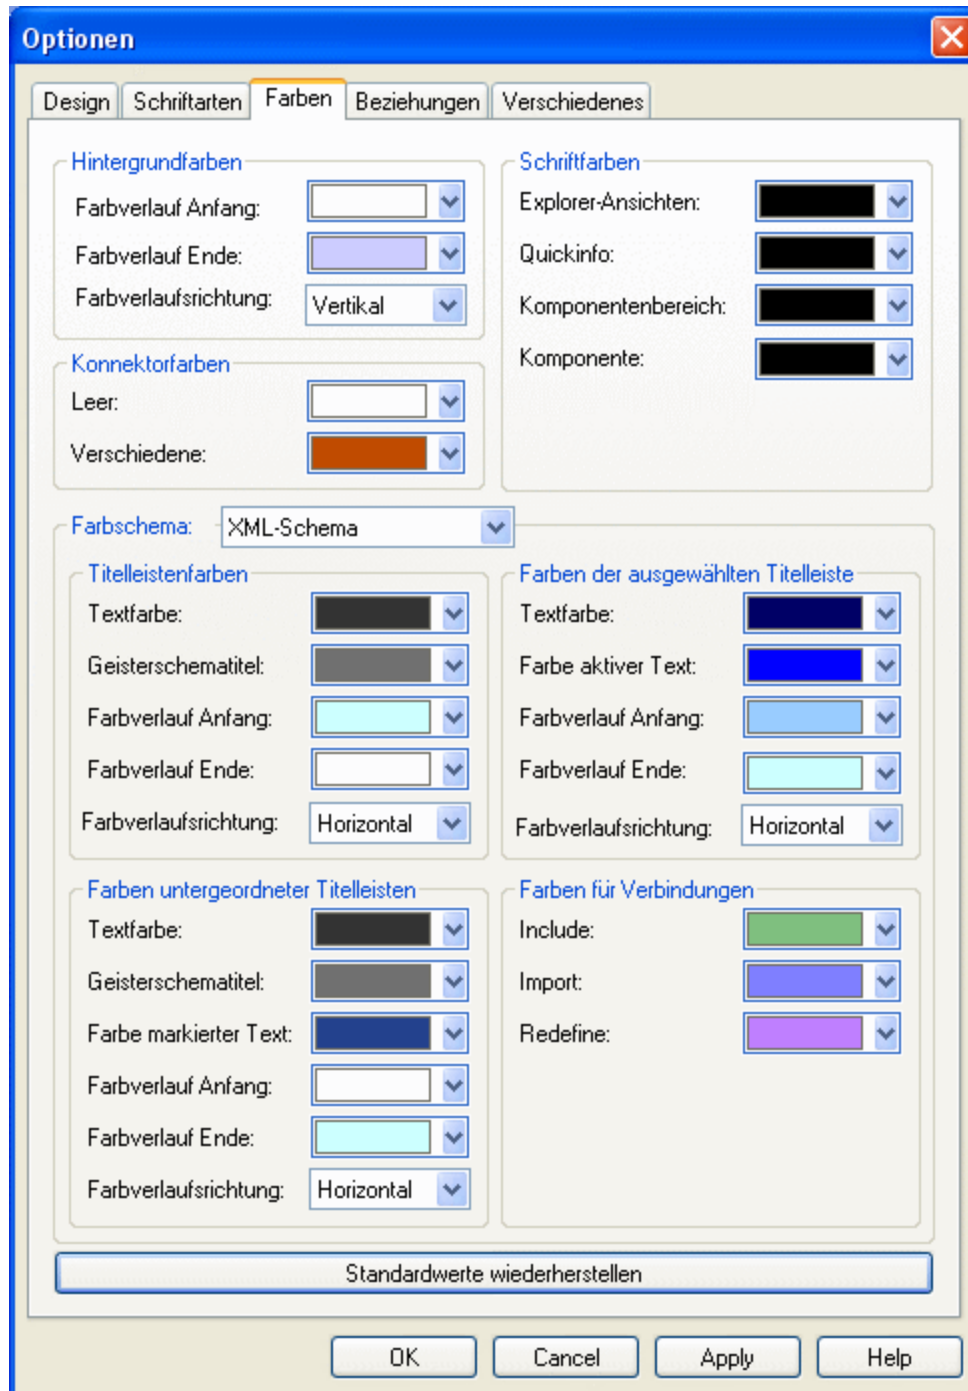 Optionen
Design Schriftarten Farben Beziehungen Verschiedenes
Hintergrundfarben
Farbverlauf Anfang:
Farbverlauf Ende:
Farbverlaufsrichtung: Vertikal
Konnektorfarben
Leer:
Verschiedene:
Schriftfarben
Explorer-Ansichten:
Quickinfo:
Komponentenbereich:
Komponente:
Farbschema: XML-Schema
Titelleistenfarben
Textfarbe:
Geisterschematitel:
Farbverlauf Anfang:
Farbverlauf Ende:
Farbverlaufsrichtung: Horizontal
Farben der ausgewählten Titelleiste
Textfarbe:
Farbe aktiver Text:
Farbverlauf Anfang:
Farbverlauf Ende:
Farbverlaufsrichtung: Horizontal
Farben untergeordneter Titelleisten
Textfarbe:
Geisterschematitel:
Farbe markierter Text:
Farbverlauf Anfang:
Farbverlauf Ende:
Farbverlaufsrichtung: Horizontal
Farben für Verbindungen
Include:
Import:
Redefine:
Standardwerte wiederherstellen
OK Cancel Apply Help